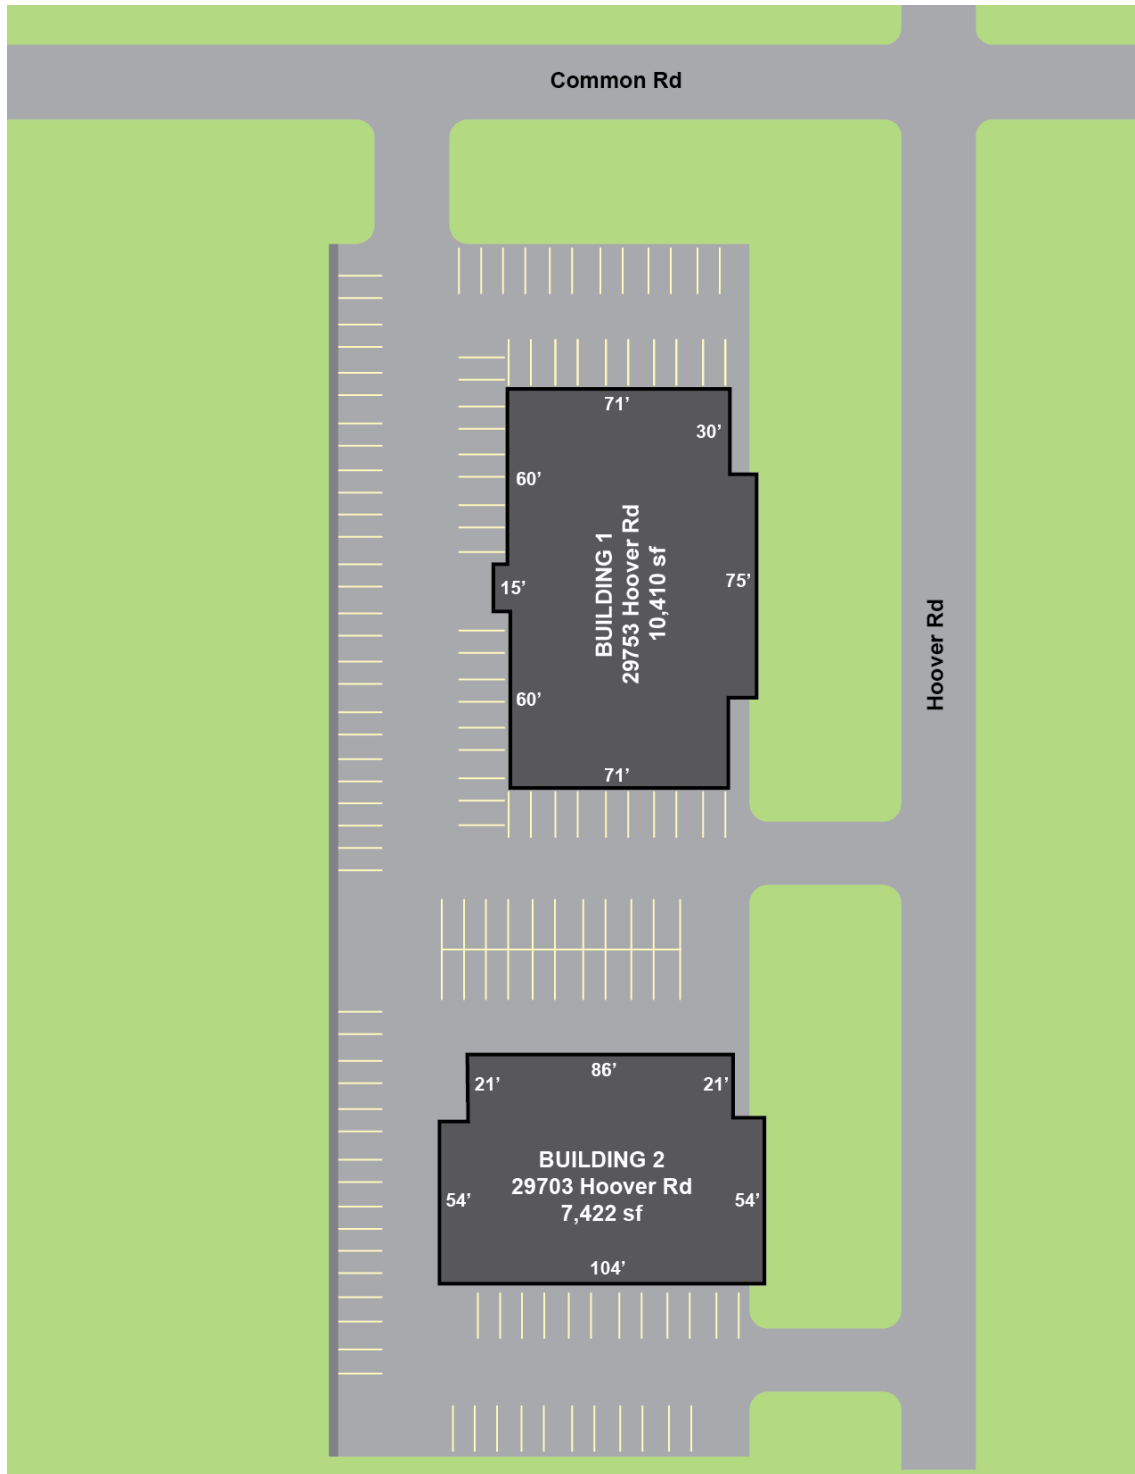 Common Rd
71’
30’
60’
BUILDING 1
29753 Hoover Rd
10,410 sf
75’
15’
Hoover Rd
60’
71’
86’
21’
21’
BUILDING 2
29703 Hoover Rd
7,422 sf
54’
54’
104’